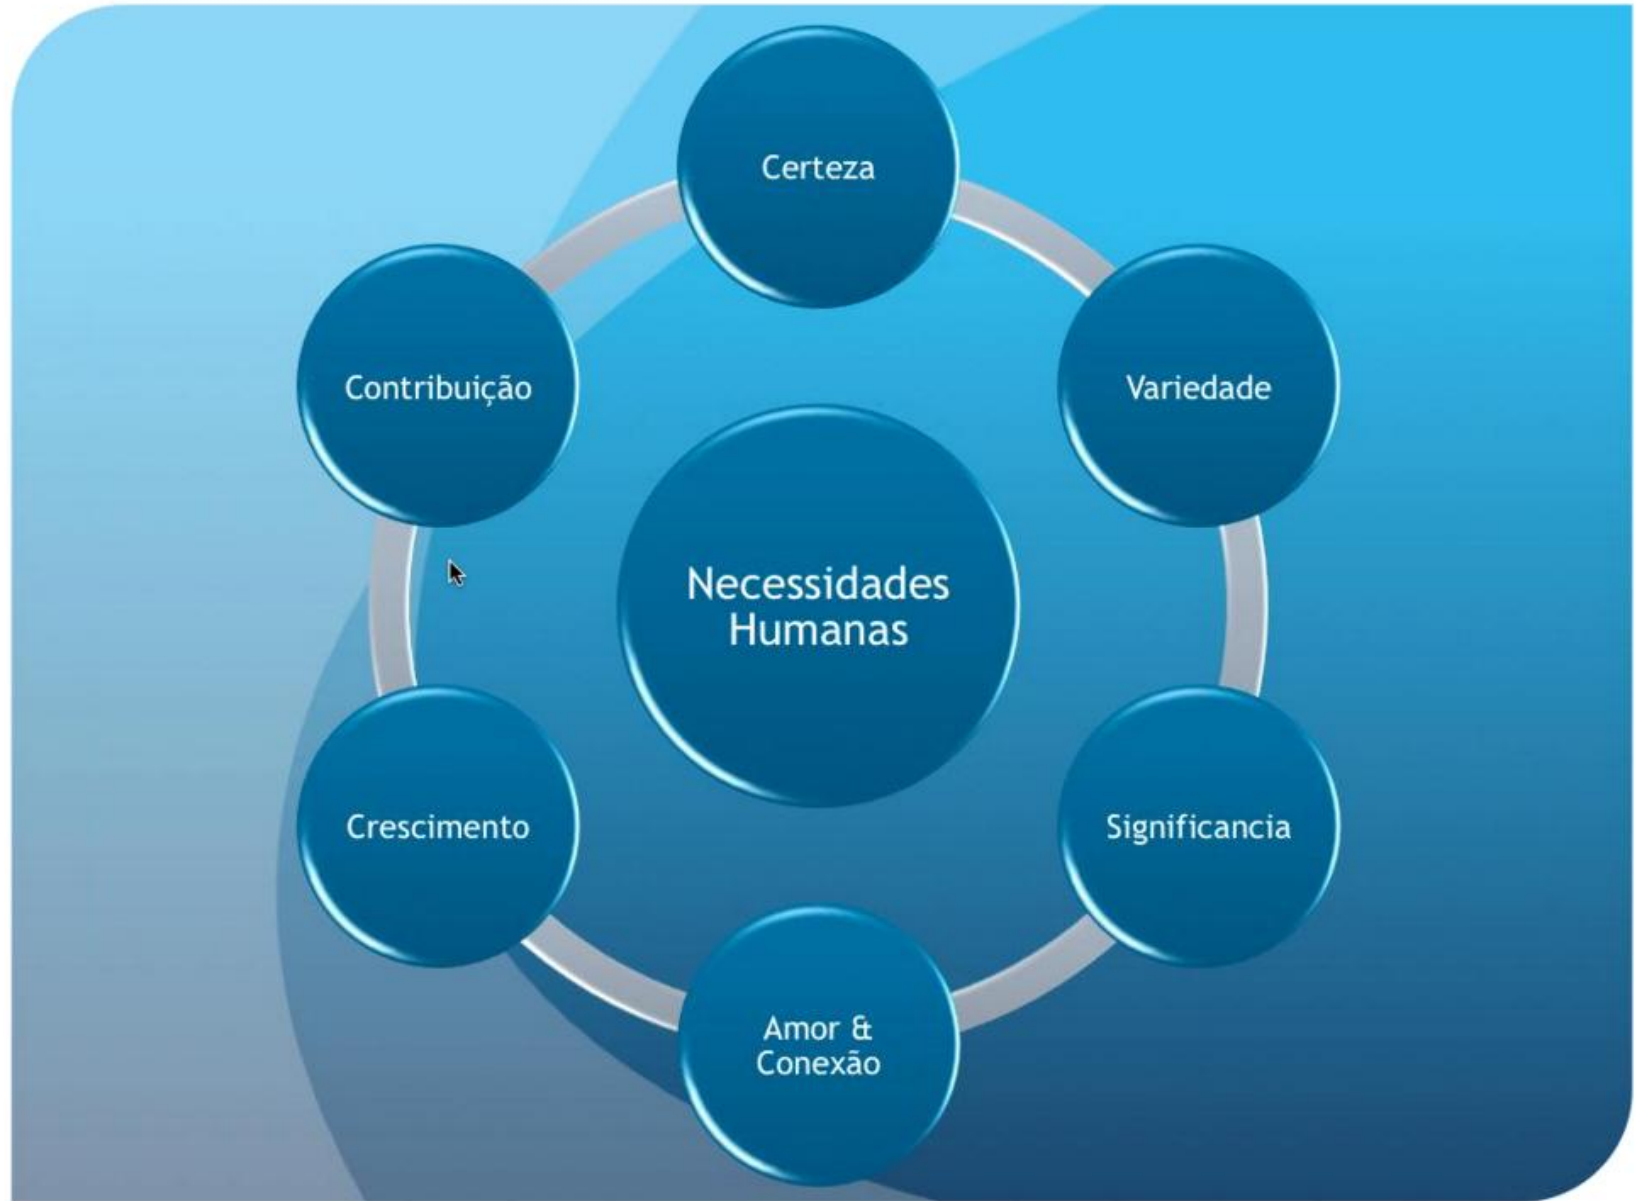 Certeza
Contribuição
Variedade
Necessidades
Humanas
Crescimento
Significancia
Amor &
Conexão